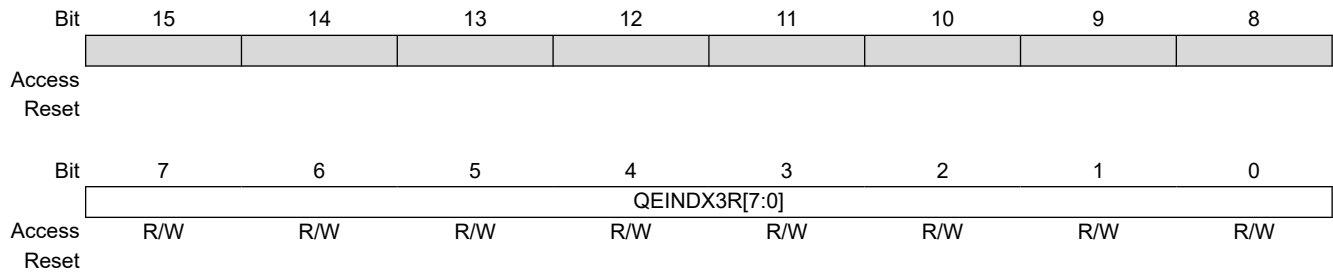 Bit 15 14 13 12 11 10 9 8
Access
Reset
Bit 7 6 5 4 3 2 1 0
QEINDX3R[7:0]
Access R/W R/W R/W R/W R/W R/W R/W R/W
Reset